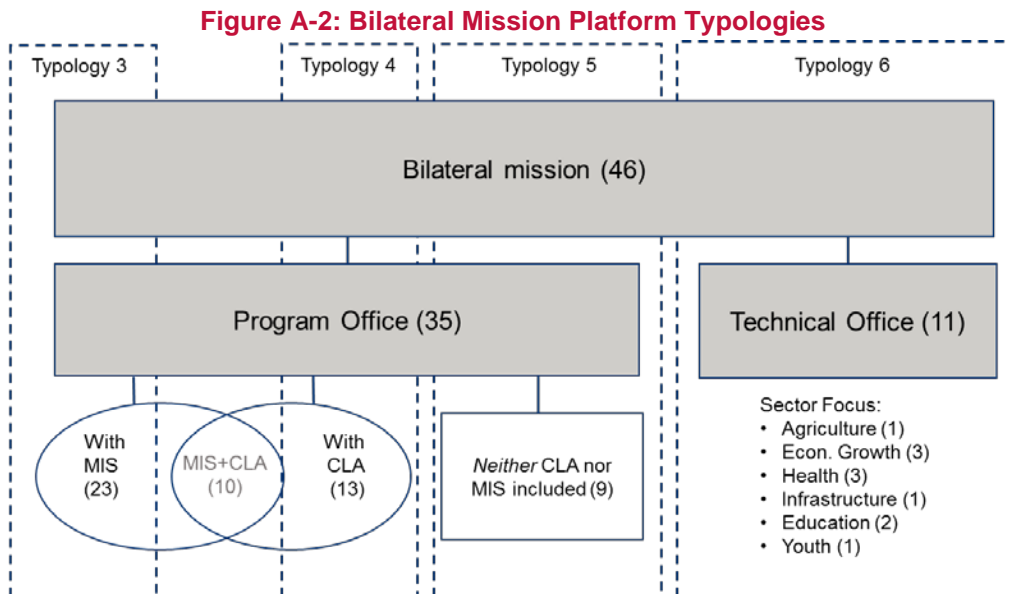 Figure A-2: Bilateral Mission Platform Typologies
Typology 3
Typology 4
Typology 5
Typology 6
Bilateral mission (46)
Program Office (35)
Technical Office (11)
With
MIS
(23)
MIS+CLA
(10)
With
CLA
(13)
Neither CLA nor
MIS included (9)
Sector Focus:
• Agriculture (1)
• Econ. Growth (3)
• Health (3)
• Infrastructure (1)
• Education (2)
• Youth (1)